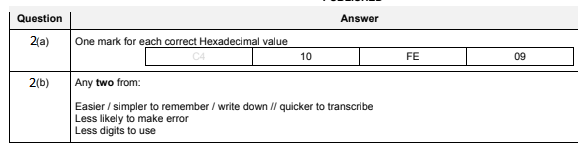 Question Answer
2(a) One mark for each correct Hexadecimal value
C4 10 FE 09
2(b) Any two from:
Easier / simpler to remember / write down // quicker to transcribe
Less likely to make error
Less digits to use